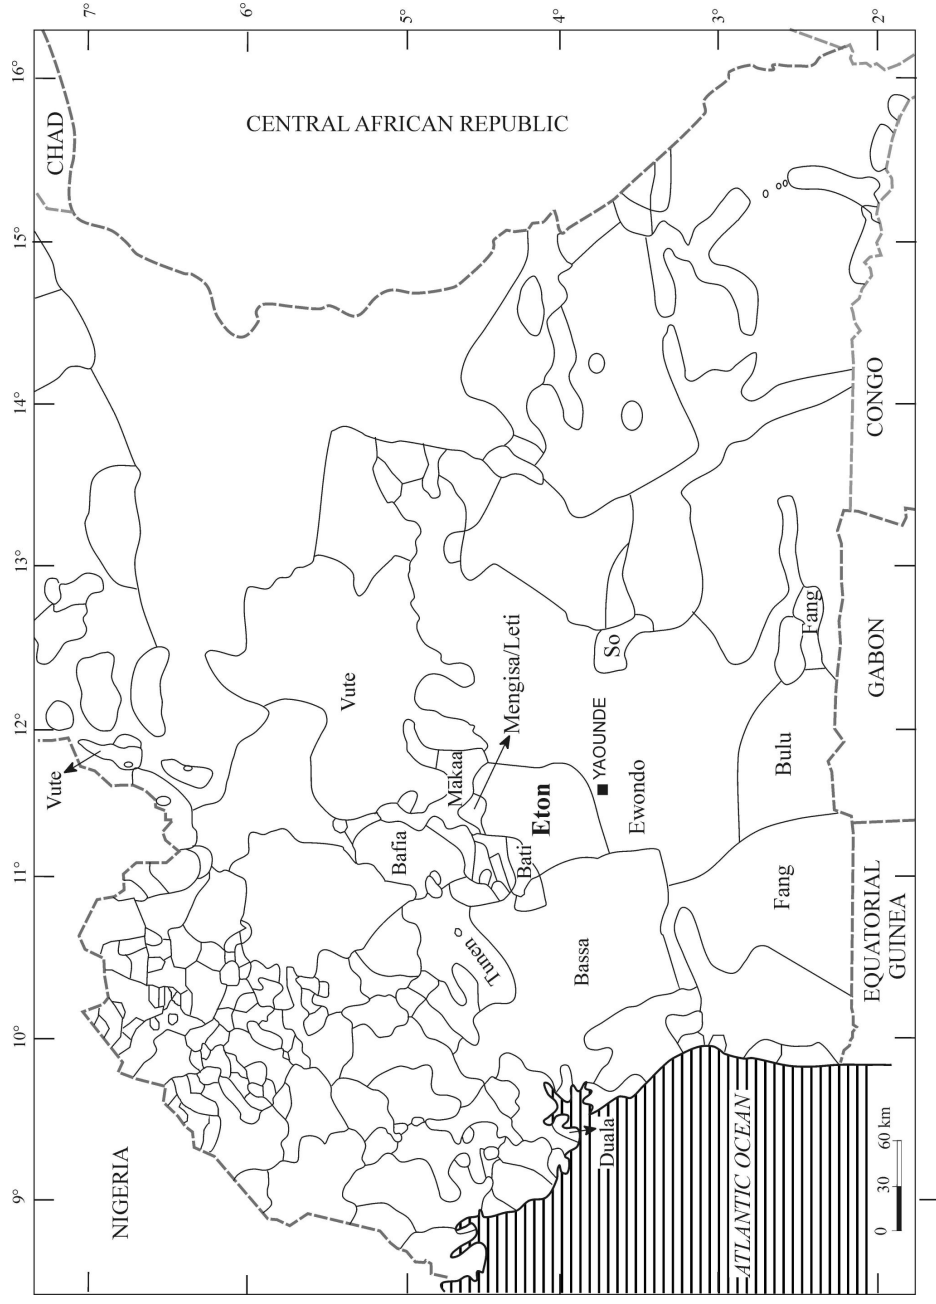 16°
15°
14°
13°
12°
11°
10°
9°
7°
6°
5°
4°
3°
2°
CHAD
CENTRAL AFRICAN REPUBLIC
NIGERIA
Vute
Vute
Mengisa/Leti
So
Fang
Makaa
YAOUNDE
Bulu
Bafia
Bati
Eton
Ewondo
Tunen
Bassa
Fang
Duala
CONGO
GABON
EQUATORIAL
GUINEA
ATLANTIC OCEAN
0 30 60 km